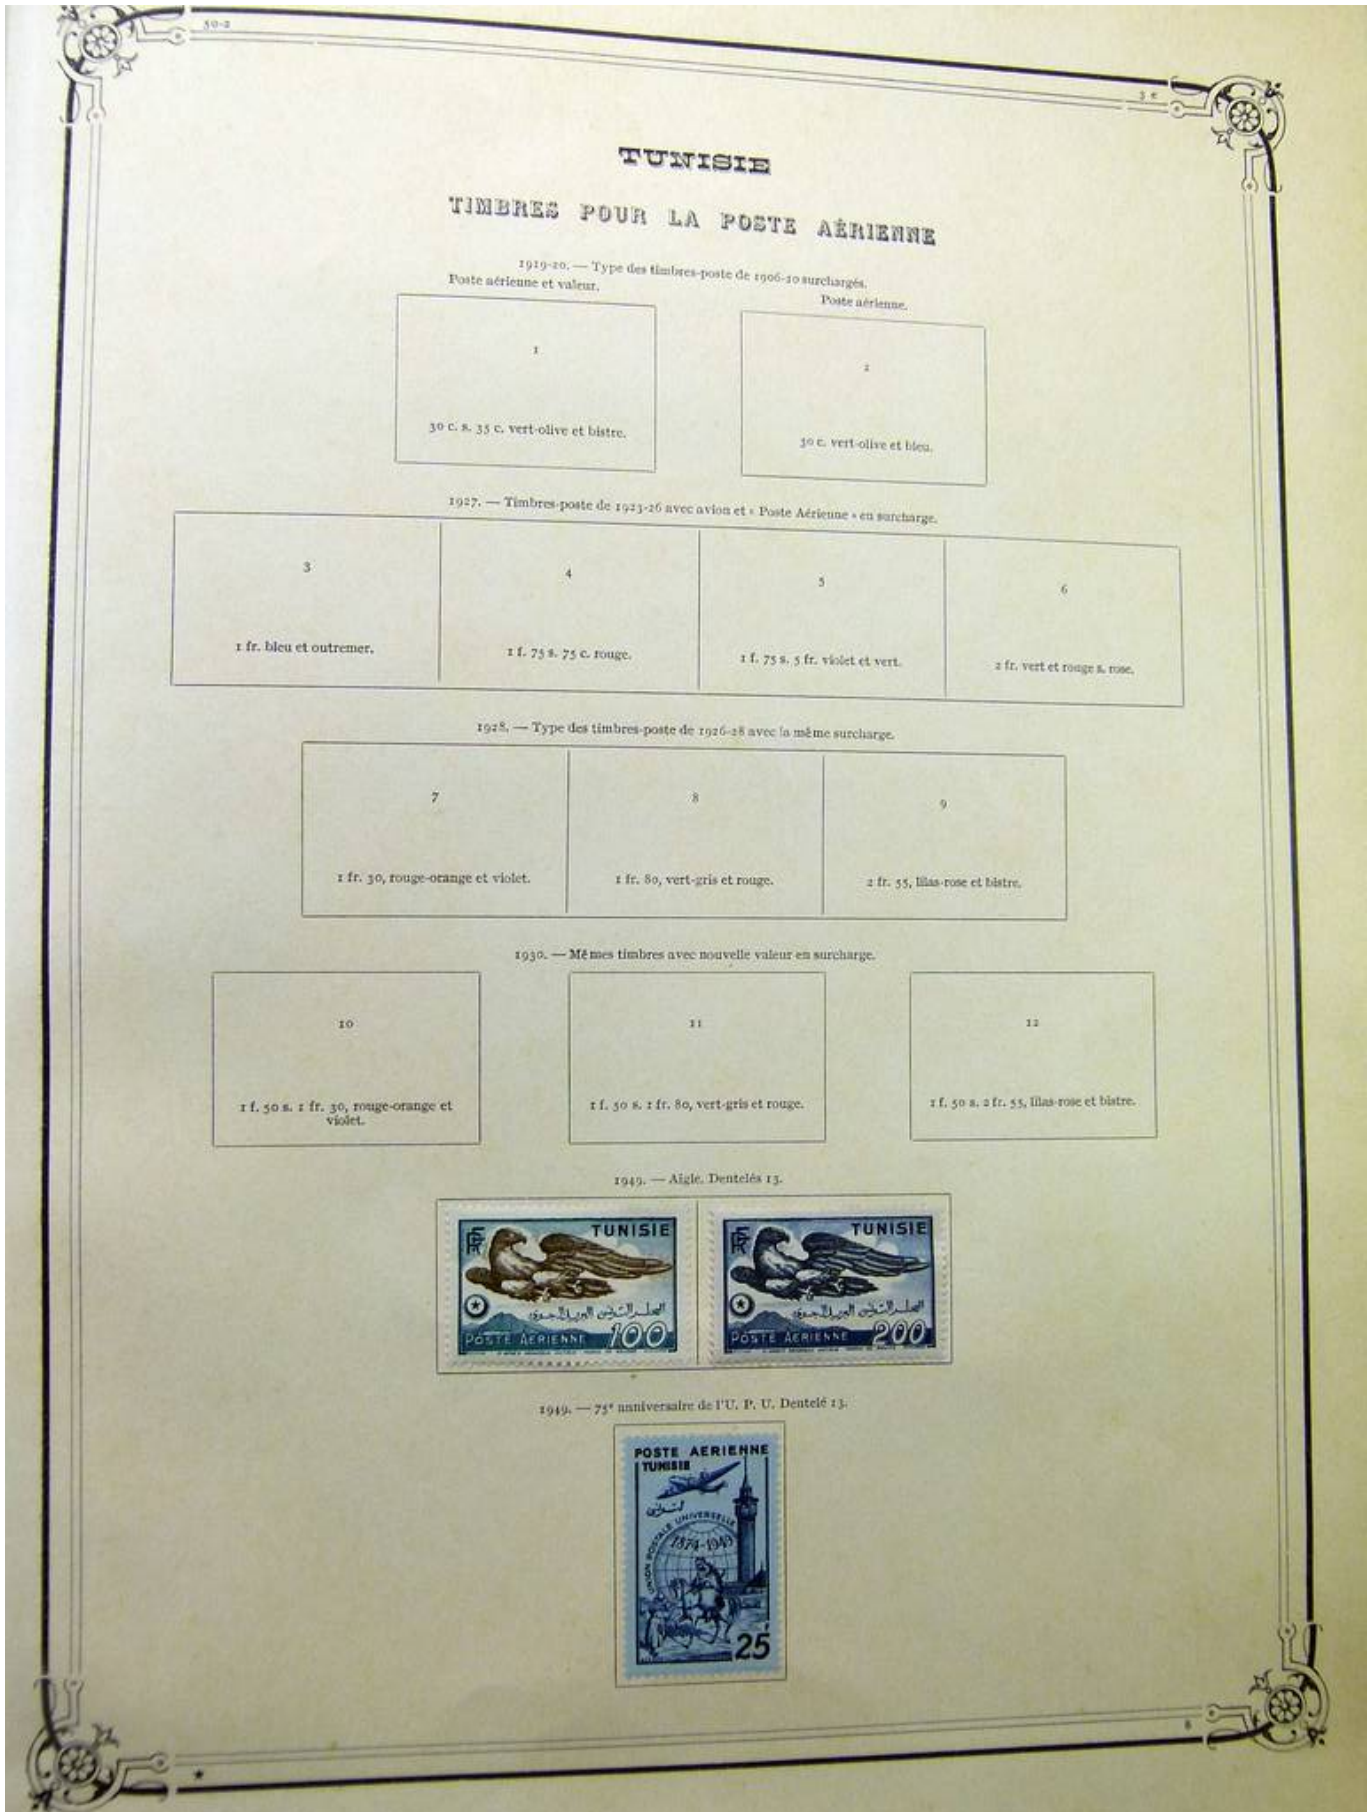 50-2
TUNISIE
TIMBRES POUR LA POSTE AÉRIENNE
1919-20. — Type des timbres-poste de 1906-20 surchargés.
Poste aérienne et valeur.
Poste aérienne.
1
2
30 c. s. 35 c. vert-olive et bistre.
30 c. vert-olive et bleu.
1927. — Timbres-poste de 1923-26 avec avion et « Poste Aérienne » en surcharge.
3
4
5
6
1 fr. bleu et outremer.
1 f. 75 s. 75 c. rouge.
1 f. 75 s. 5 fr. violet et vert.
2 fr. vert et rouge s. rose.
1928. — Type des timbres-poste de 1926-28 avec la même surcharge.
7
8
9
1 fr. 30, rouge-orange et violet.
1 fr. 80, vert-gris et rouge.
2 fr. 55, lilas-rose et bistre.
1930. — Mêmes timbres avec nouvelle valeur en surcharge.
10
11
12
1 f. 50 s. 1 fr. 30, rouge-orange et
violet.
1 f. 50 s. 1 fr. 80, vert-gris et rouge.
1 f. 50 s. 2 fr. 55, lilas-rose et bistre.
1949. — Aigle. Dentelés 13.
RF TUNISIE
POSTE AERIENNE 100
RF TUNISIE
POSTE AERIENNE 200
1949. — 75e anniversaire de l'U. P. U. Dentelé 13.
POSTE AERIENNE
TUNISIE
UNION POSTALE UNIVERSELLE
1874-1949
25